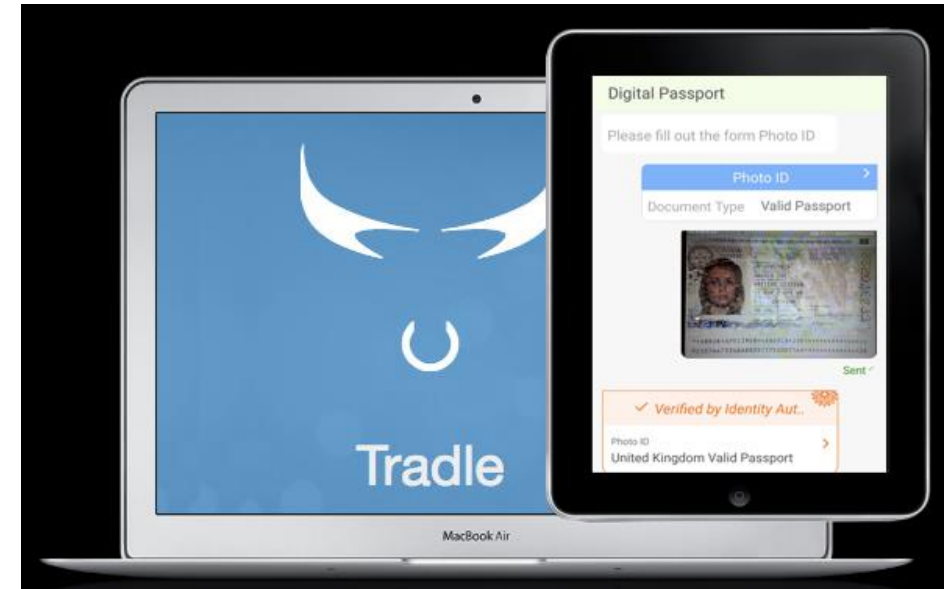 Tradle
MacBook Air
Digital Passport
Please fill out the form Photo ID
Photo ID
Document Type Valid Passport
Sent
Verified by Identity Aut..
Photo ID
United Kingdom Valid Passport